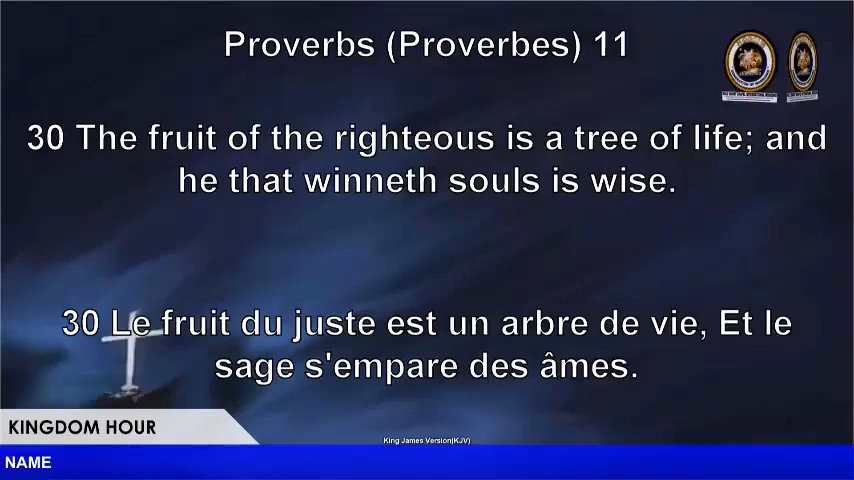 Proverbs (Proverbes) 11
30 The fruit of the righteous is a tree of life; and
he that winneth souls is wise.
30 Le fruit du juste est un arbre de vie, Et le
sage s'empare des âmes.
KINGDOM HOUR
King James Version(KJV)
NAME